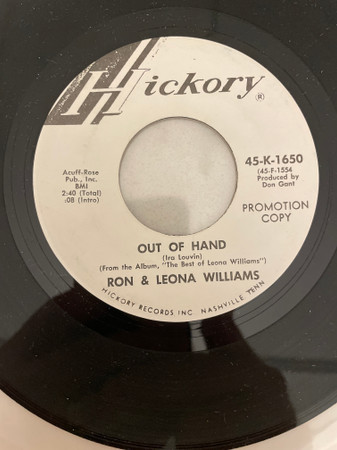 Hickory®
45-K-1650
(45-F-1554
Produced by
Don Gant
Acuff-Rose
Pub., Inc.
BMI
2:40 (Total)
:08 (Intro)
PROMOTION
COPY
OUT OF HAND
(Ira Louvin)
(From the Album, "The Best of Leona Williams")
RON & LEONA WILLIAMS
HICKORY RECORDS INC NASHVILLE TENN